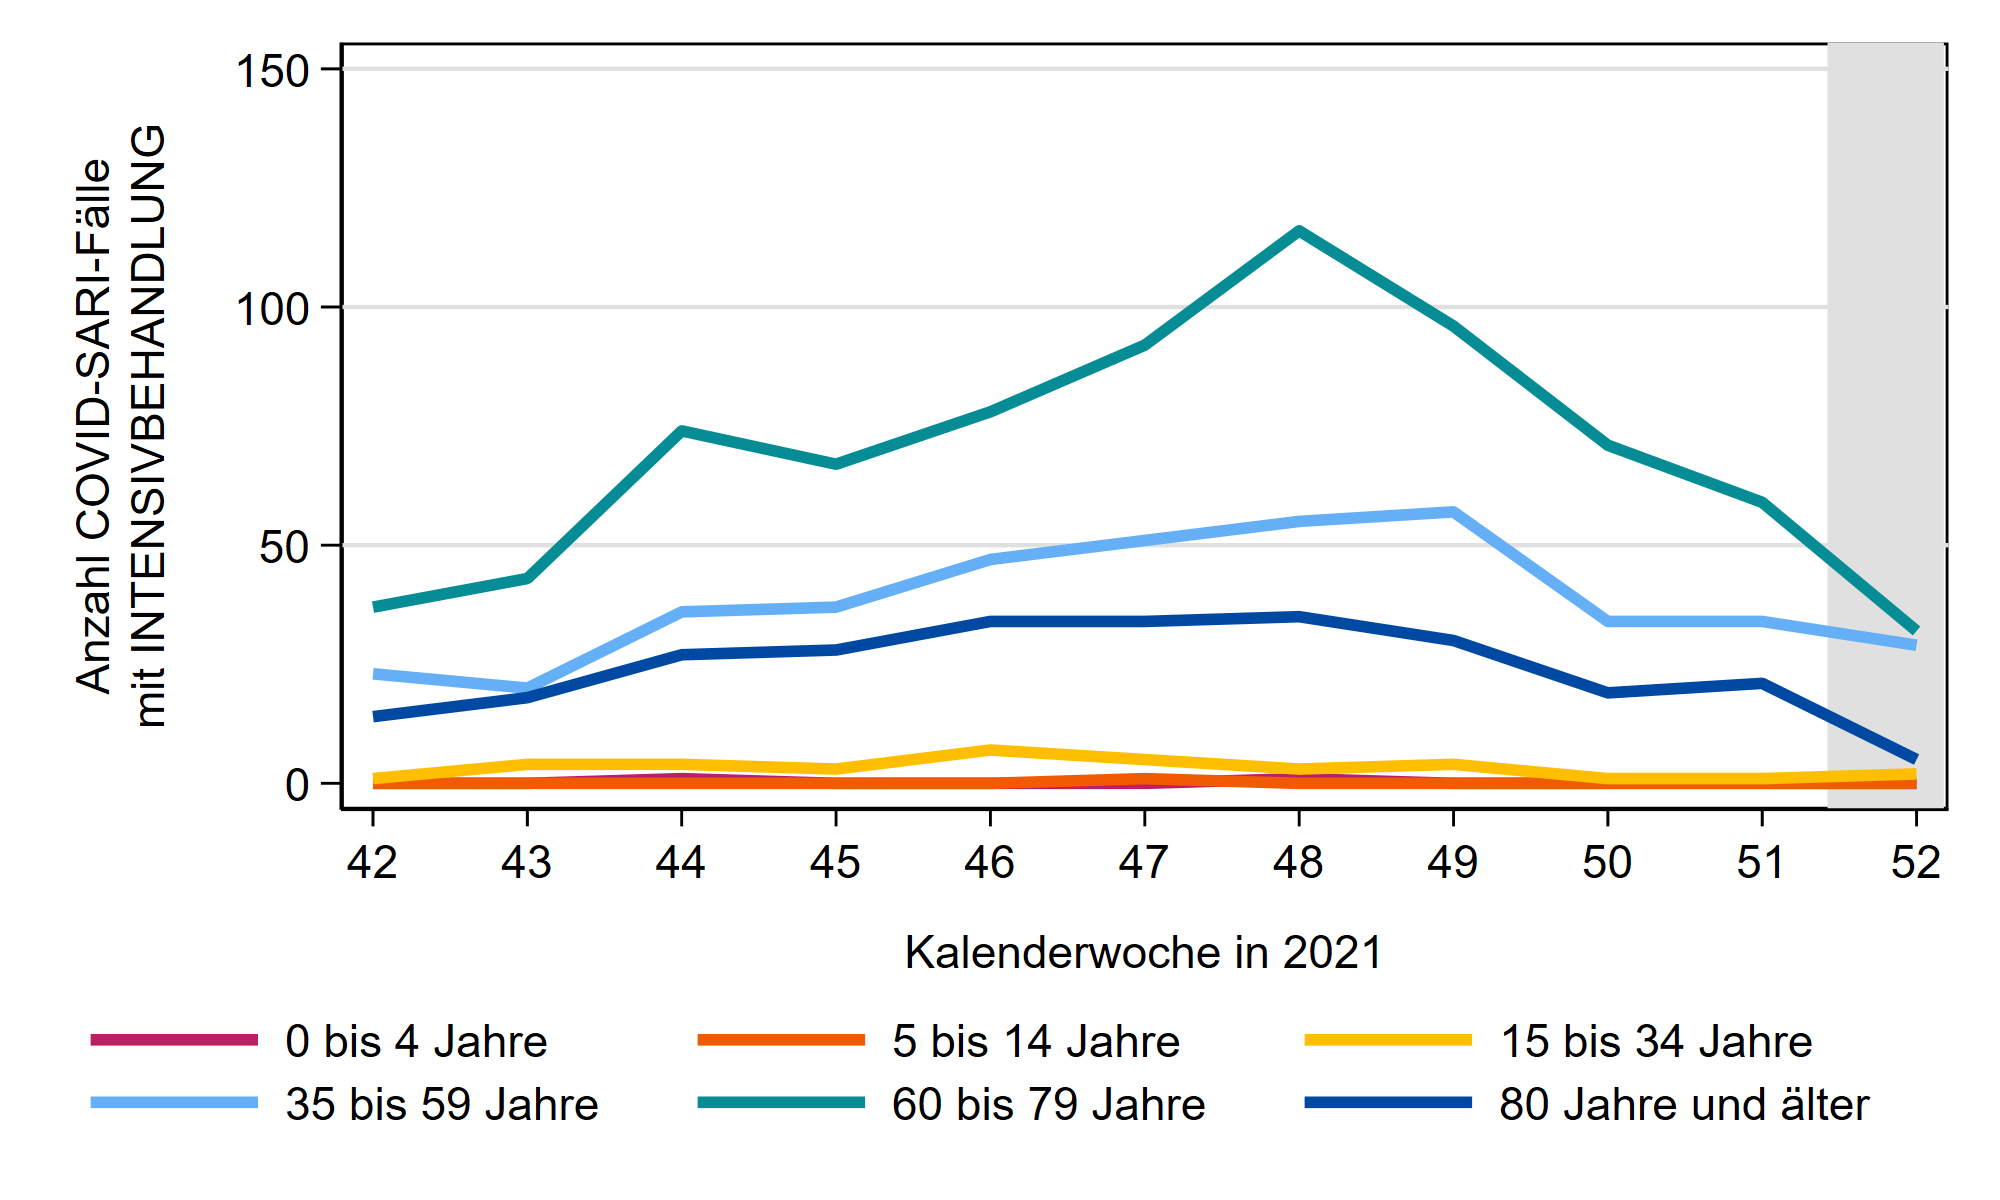 Anzahl COVID-SARI-Fälle
mit INTENSIVBEHANDLUNG
150
100
50
0
42 43 44 45 46 47 48 49 50 51 52
Kalenderwoche in 2021
0 bis 4 Jahre 5 bis 14 Jahre 15 bis 34 Jahre
35 bis 59 Jahre 60 bis 79 Jahre 80 Jahre und älter